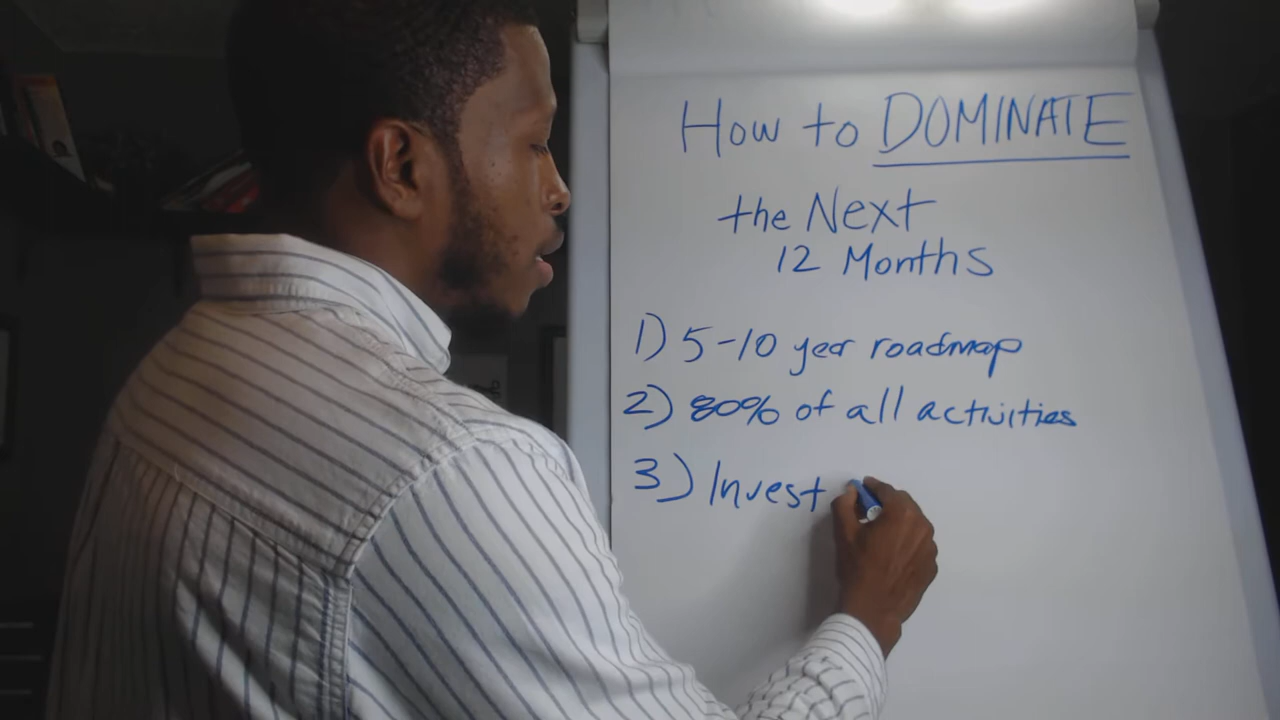 How to DOMINATE
the Next
12 Months
1) 5-10 year roadmap
2) 80% of all activities
3) Invest